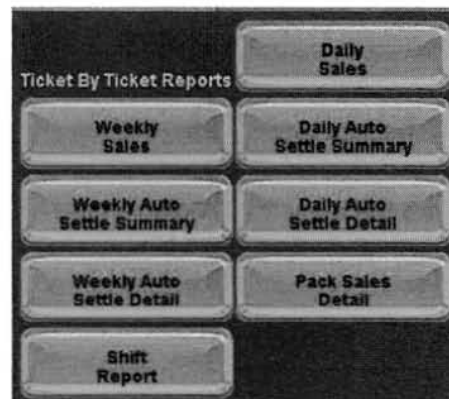 Daily
Sales
Ticket By Ticket Reports
Weekly
Sales
Daily Auto
Settle Summary
Weekly Auto
Settle Summary
Daily Auto
Settle Detail
Weekly Auto
Settle Detail
Pack Sales
Detail
Shift
Report